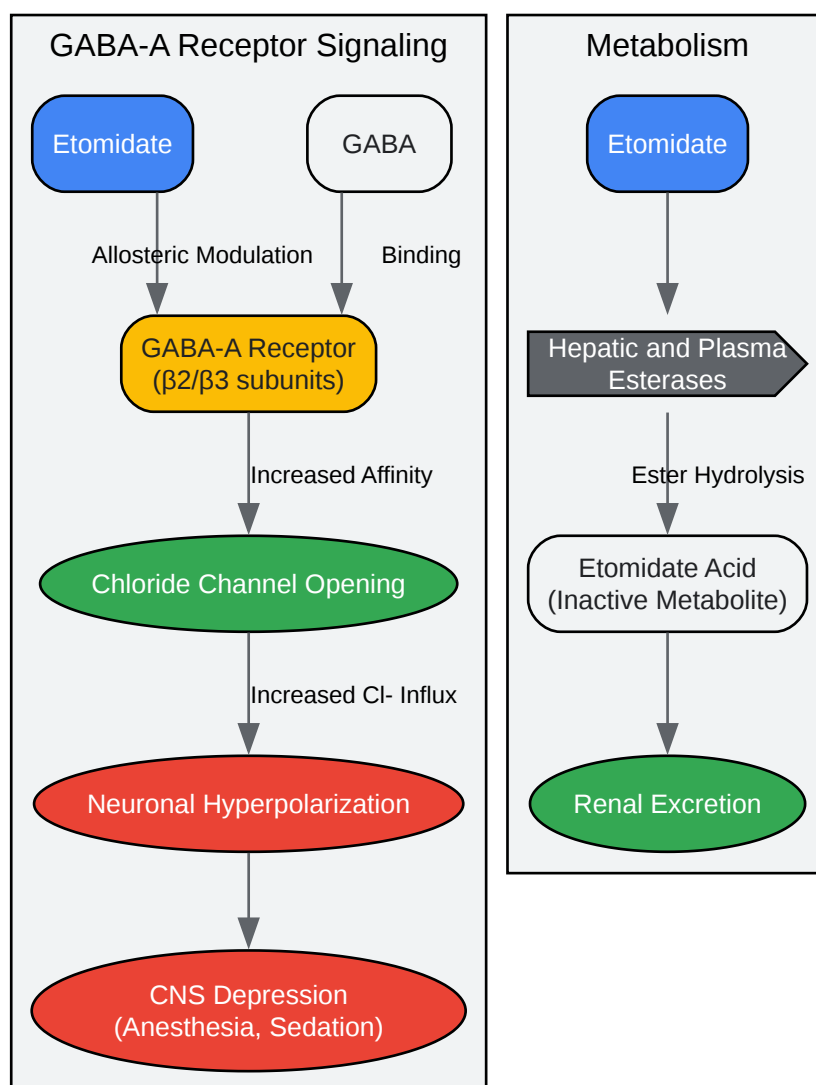 GABA-A Receptor Signaling
Etomidate
GABA
Allosteric Modulation
Binding
GABA-A Receptor
(β2/β3 subunits)
Increased Affinity
Chloride Channel Opening
Increased Cl- Influx
Neuronal Hyperpolarization
CNS Depression
(Anesthesia, Sedation)
Metabolism
Etomidate
Hepatic and Plasma
Esterases
Ester Hydrolysis
Etomidate Acid
(Inactive Metabolite)
Renal Excretion